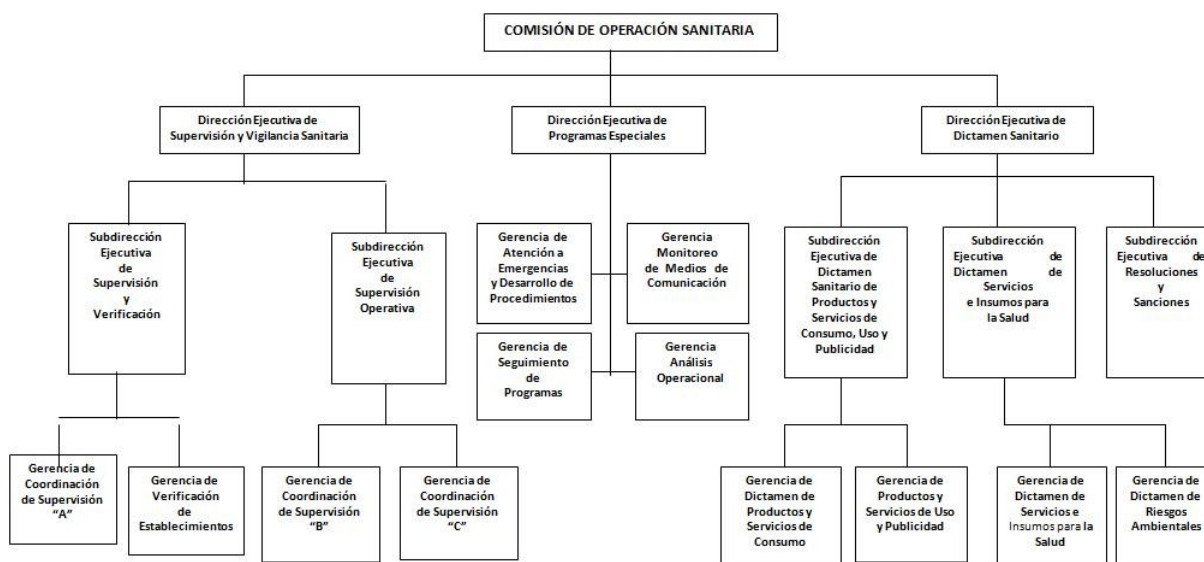 COMISIÓN DE OPERACIÓN SANITARIA
Dirección Ejecutiva de
Supervisión y Vigilancia Sanitaria
Dirección Ejecutiva de
Programas Especiales
Dirección Ejecutiva de
Dictamen Sanitario
Subdirección
Ejecutiva
de
Supervisión
y
Verificación
Subdirección
Ejecutiva
de
Supervisión
Operativa
Gerencia de
Atención a
Emergencias
y Desarrollo de
Procedimientos
Gerencia
Monitoreo
de Medios de
Comunicación
Gerencia de
Seguimiento
de
Programas
Gerencia
Análisis
Operacional
Subdirección
Ejecutiva de
Dictamen
Sanitario de
Productos y
Servicios de
Consumo, Uso y
Publicidad
Subdirección
Ejecutiva de
Dictamen de
Servicios
e Insumos para
la Salud
Subdirección
Ejecutiva de
Resoluciones
y
Sanciones
Gerencia de
Coordinación
de Supervisión
"A"
Gerencia de
Verificación
de
Establecimientos
Gerencia de
Coordinación
de Supervisión
"B"
Gerencia de
Coordinación
de Supervisión
"C"
Gerencia de
Dictamen de
Productos y
Servicios de
Consumo
Gerencia de
Productos y
Servicios de Uso
y Publicidad
Gerencia de
Dictamen de
Servicios e
Insumos para la
Salud
Gerencia de
Dictamen de
Riesgos
Ambientales